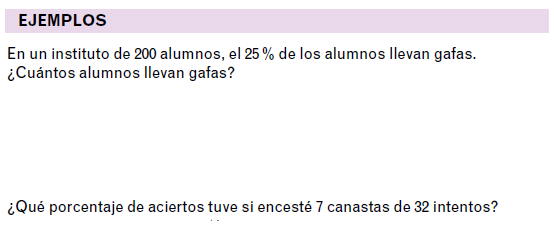 EJEMPLOS
En un instituto de 200 alumnos, el 25 % de los alumnos llevan gafas.
¿Cuántos alumnos llevan gafas?
¿Qué porcentaje de aciertos tuve si encesté 7 canastas de 32 intentos?